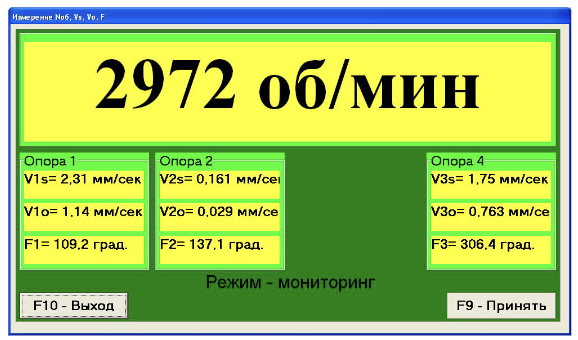 Измерение Nоб, Vs, Vo, F
2972 об/мин
Опора 1
V1s= 2,31 мм/сек
V1o= 1,14 мм/сек
F1= 109,2 град.
Опора 2
V2s= 0,161 мм/се
V2o= 0,029 мм/се
F2= 137,1 град.
Опора 4
V3s= 1,75 мм/сек
V3o= 0,763 мм/се
F3= 306,4 град.
Режим - мониторинг
F10 - Выход
F9 - Принять